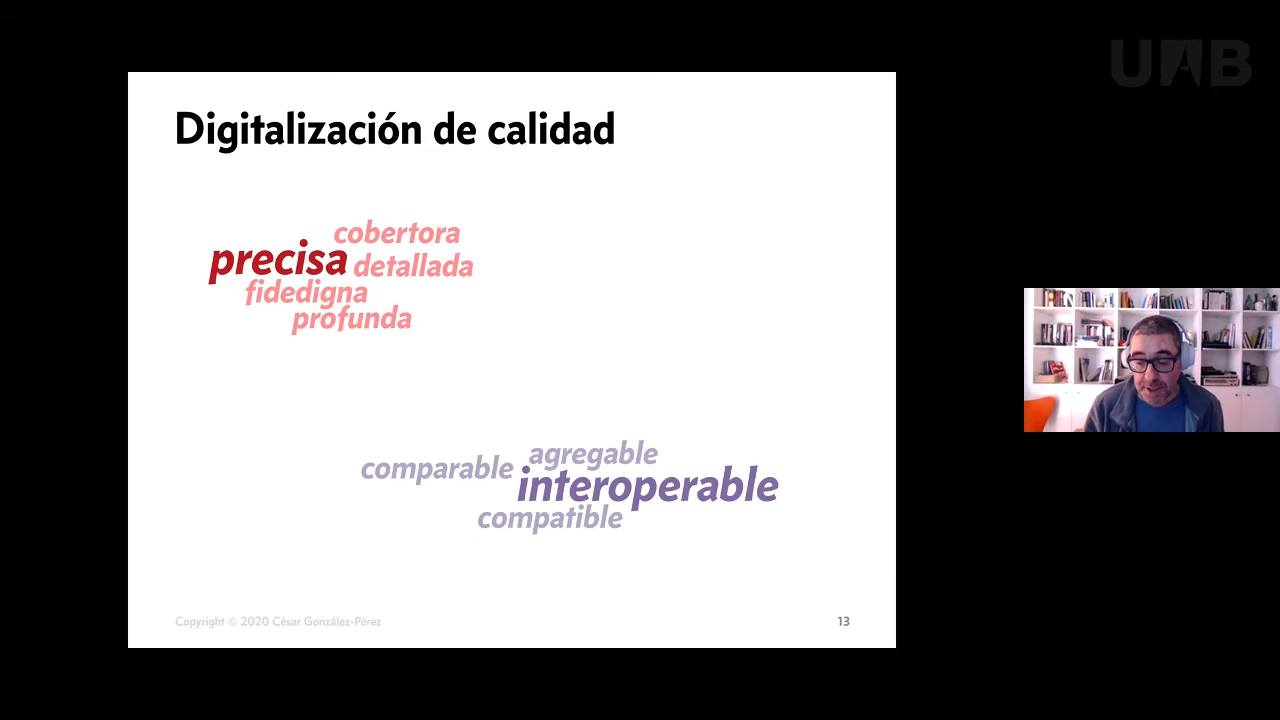 UAB
Digitalización de calidad
cobertora
precisa
detallada
fidedigna
profunda
agregable
comparable
interoperable
compatible
Copyright © 2020 César González-Pérez
13